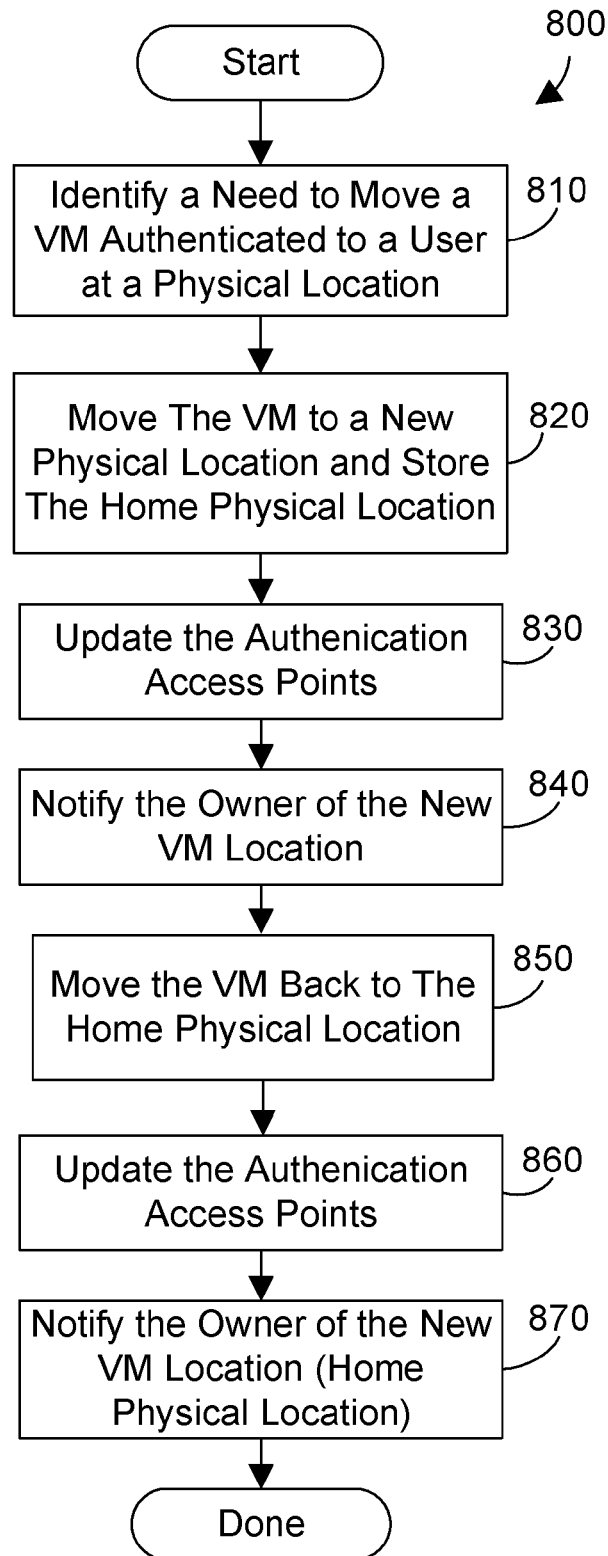 800
Start
Identify a Need to Move a
VM Authenticated to a User
at a Physical Location
810
Move The VM to a New
Physical Location and Store
The Home Physical Location
820
Update the Authenication
Access Points
830
Notify the Owner of the New
VM Location
840
Move the VM Back to The
Home Physical Location
850
Update the Authenication
Access Points
860
Notify the Owner of the New
VM Location (Home
Physical Location)
870
Done